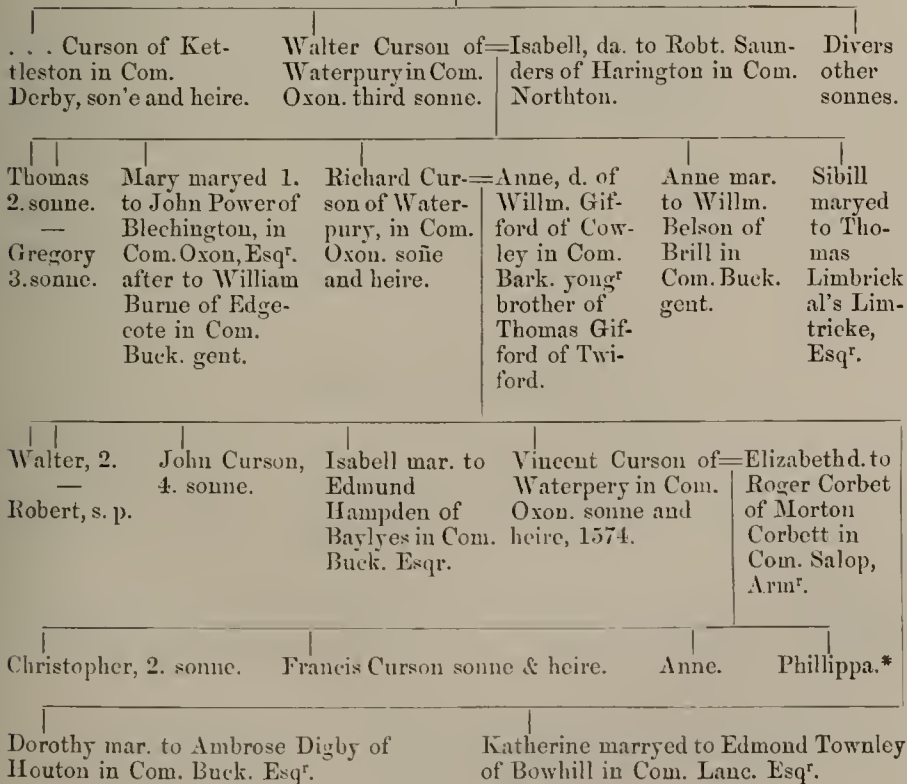 . . . Curson of Ket-
tleston in Com.
Derby, son'e and heire.
Walter Curson of=Isabell, da. to Robt. Saun-
Waterpury in Com.
Oxon. third sonne.
ders of Harington in Com.
Northton.
Divers
other
sonnes.
Thomas
2. sonne.
—
Gregory
3. sonne.
Mary maryed 1.
to John Power of
Blechington, in
Com. Oxon, Esqr.
after to William
Burne of Edge-
cote in Com.
Buck. gent.
Richard Cur-=Anne, d. of
son of Water-
pury, in Com.
Oxon. soñe
and heire.
Willm. Gif-
ford of Cow-
ley in Com.
Bark. yongr
brother of
Thomas Gif-
ford of Twi-
ford.
Anne mar.
to Willm.
Belson of
Brill in
Com. Buck.
gent.
Sibill
maryed
to Tho-
mas
Limbrick
al's Lim-
tricke,
Esqr.
Walter, 2.
—
Robert, s. p.
John Curson,
4. sonne.
Isabell mar. to
Edmund
Hampden of
Baylyes in Com.
Buck. Esqr.
Vincent Curson of=Elizabeth d. to
Waterpery in Com.
Oxon. sonne and
heire, 1574.
Roger Corbet
of Morton
Corbett in
Com. Salop,
Armr.
Christopher, 2. sonne.
Francis Curson sonne & heire.
Anne.
Phillippa.*
Dorothy mar. to Ambrose Digby of
Houton in Com. Buck. Esqr.
Katherine marryed to Edmond Townley
of Bowhill in Com. Lanc. Esqr.